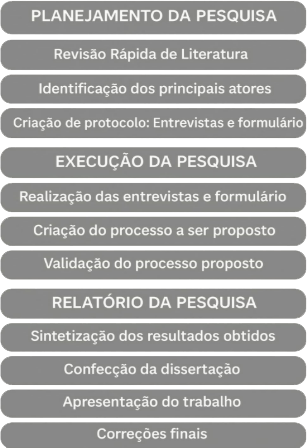 PLANEJAMENTO DA PESQUISA
Revisão Rápida de Literatura
Identificação dos principais atores
Criação de protocolo: Entrevistas e formulário
EXECUÇÃO DA PESQUISA
Realização das entrevistas e formulário
Criação do processo a ser proposto
Validação do processo proposto
RELATÓRIO DA PESQUISA
Sintetização dos resultados obtidos
Confecção da dissertação
Apresentação do trabalho
Correções finais